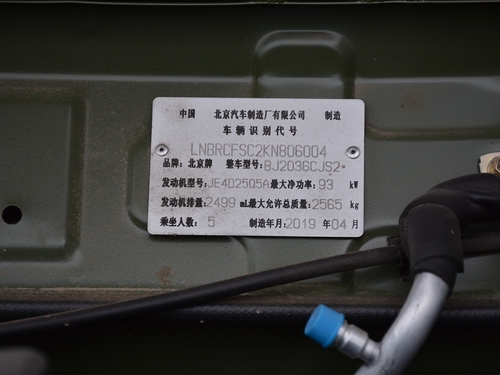 中国 北京汽车制造厂有限公司 制造
车辆识别代号
LNBRCFSC2KN806004
品牌：北京牌 整车型号：BJ2036CJS2*
发动机型号：JE4D25Q5A 最大净功率：93 kW
发动机排量：2499 mL 最大允许总质量：2565 kg
乘坐人数：5 制造年月：2019 年 04 月